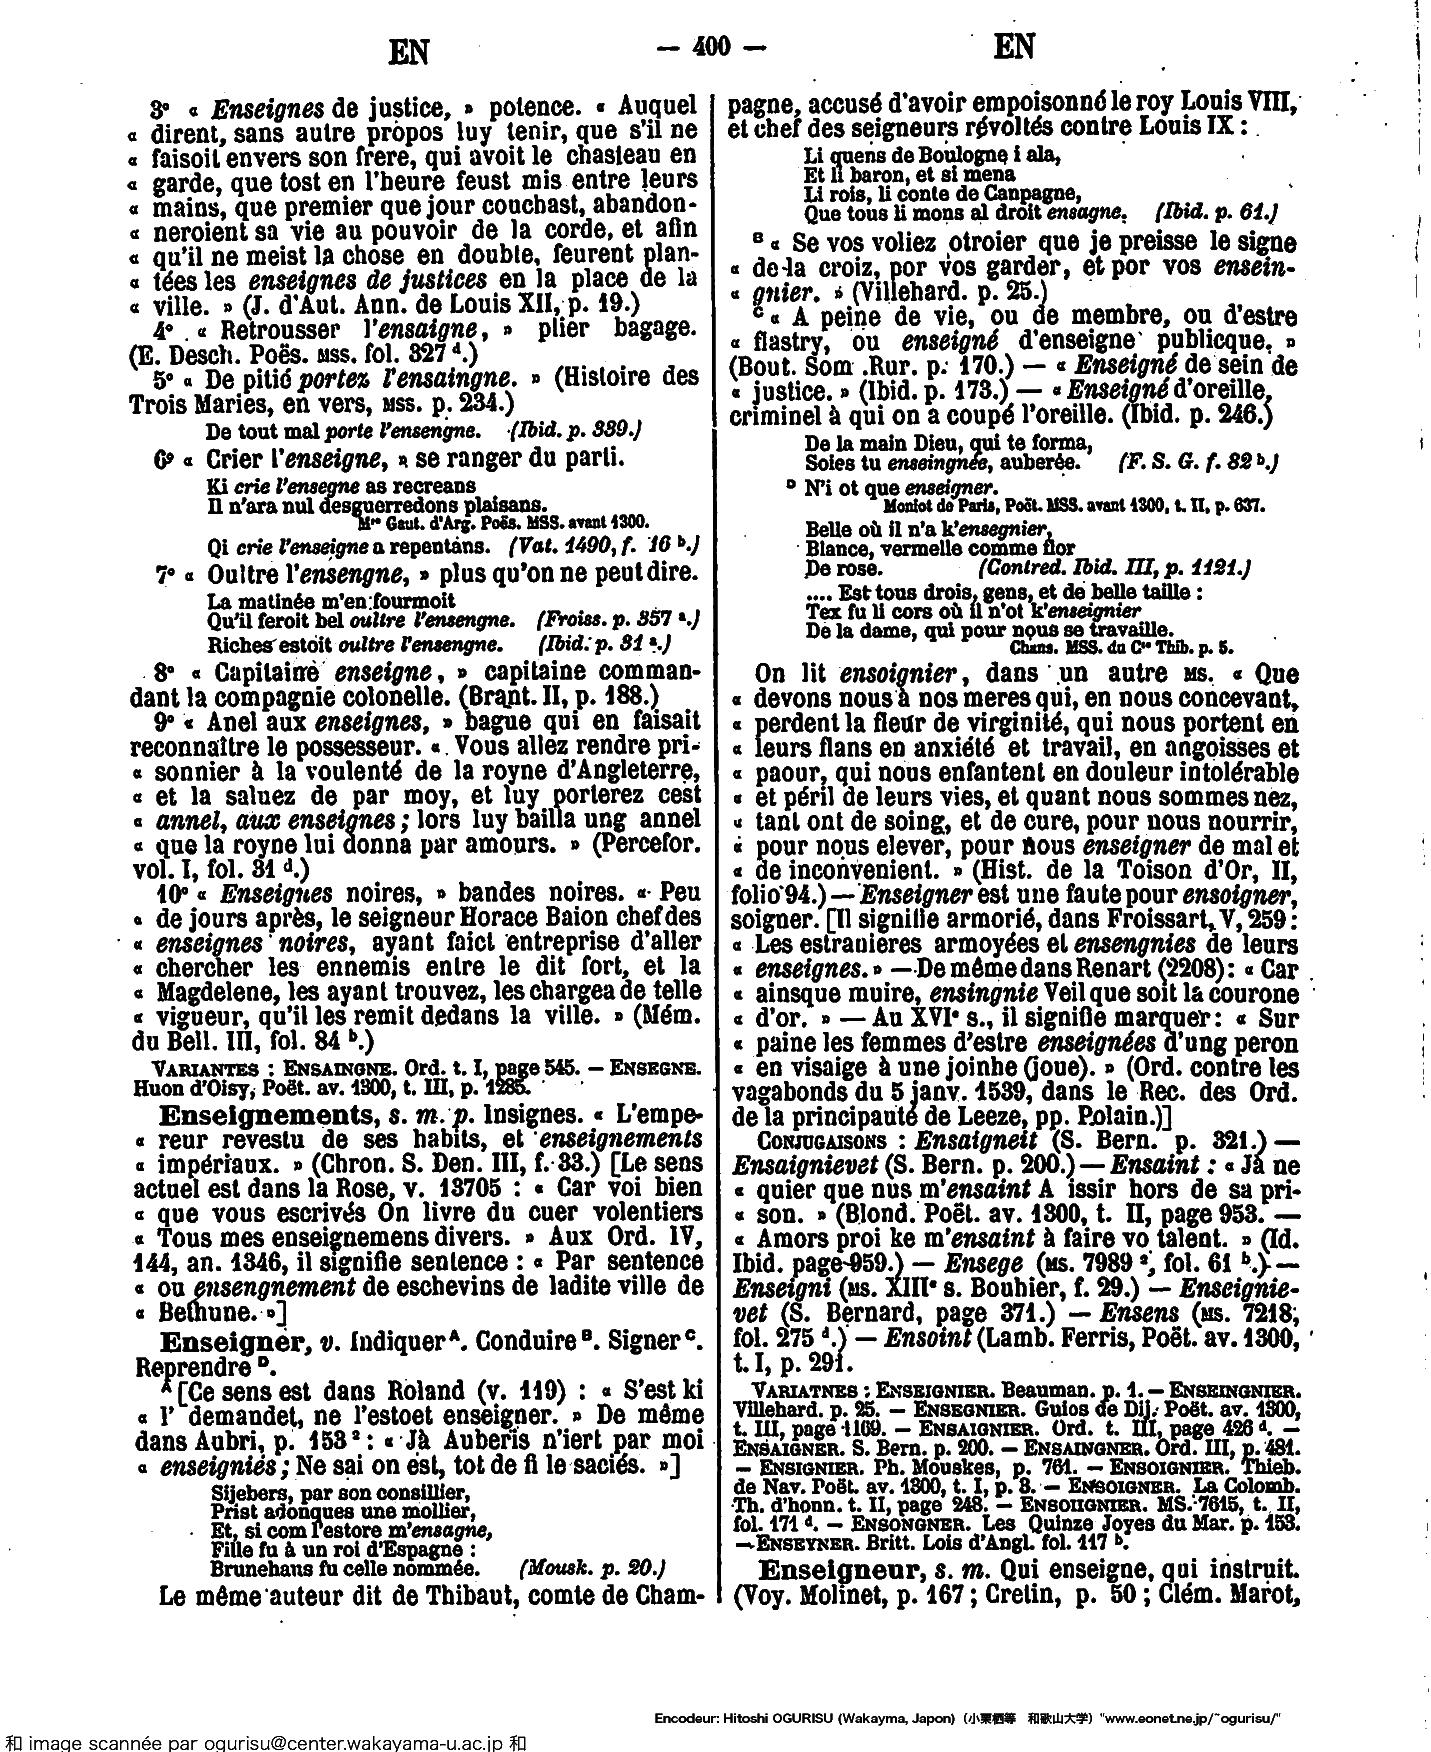 EN
— 400 —
EN
3° « Enseignes de justice, » potence. « Auquel
« dirent, sans autre propos luy tenir, que s'il ne
« faisoit envers son frere, qui avoit le chasteau en
« garde, que tost en l'heure feust mis entre leurs
« mains, que premier que jour couchast, abandon-
« neroient sa vie au pouvoir de la corde, et afin
« qu'il ne meist la chose en double, feurent plan-
« tées les enseignes de justices en la place de la
« ville. » (J. d'Aut. Ann. de Louis XII, p. 19.)
4° « Retrousser l'ensaigne, » plier bagage.
(E. Desch. Poës. MSS. fol. 327 d.)
5° « De pitié portez l'ensaingne. » (Histoire des
Trois Maries, en vers, MSS. p. 234.)
De tout mal porte l'ensengne. (Ibid. p. 339.)
6° « Crier l'enseigne, » se ranger du parti.
Ki crie l'ensegne as recreans
Il n'ara nul desguerredons plaisans.
Mre Gaut. d'Arg. Poës. MSS. avant 1300.
Qi crie l'enseigne a repentans. (Vat. 1490, f. 16 b.)
7° « Oultre l'ensengne, » plus qu'on ne peut dire.
La matinée m'en fourmoit
Qu'il feroit bel oultre l'ensengne. (Froiss. p. 357 a.)
Riches estoit oultre l'ensengne. (Ibid. p. 31 a.)
8° « Capitaine enseigne, » capitaine comman-
dant la compagnie colonelle. (Brant. II, p. 188.)
9° « Anel aux enseignes, » bague qui en faisait
reconnaître le possesseur. « Vous allez rendre pri-
« sonnier à la voulenté de la royne d'Angleterre,
« et la saluez de par moy, et luy porterez cest
« annel, aux enseignes ; lors luy bailla ung annel
« que la royne lui donna par amours. » (Percefor.
vol. I, fol. 31 d.)
10° « Enseignes noires, » bandes noires. « Peu
« de jours après, le seigneur Horace Baion chef des
« enseignes noires, ayant faict entreprise d'aller
« chercher les ennemis entre le dit fort, et la
« Magdelene, les ayant trouvez, les chargea de telle
« vigueur, qu'il les remit dedans la ville. » (Mém.
du Bell. III, fol. 84 b.)
VARIANTES : ENSAINGNE. Ord. t. I, page 545. — ENSEGNE.
Huon d'Oisy, Poët. av. 1300, t. III, p. 1285.
Enseignements, s. m. p. Insignes. « L'empe-
« reur revestu de ses habits, et enseignements
« impériaux. » (Chron. S. Den. III, f. 33.) [Le sens
actuel est dans la Rose, v. 13705 : « Car voi bien
« que vous escrivés On livre du cuer volentiers
« Tous mes enseignemens divers. » Aux Ord. IV,
144, an. 1346, il signifie sentence : « Par sentence
« ou ensengnement de eschevins de ladite ville de
« Bethune. »]
Enseigner, v. Indiquer A. Conduire B. Signer C.
Reprendre D.
A [Ce sens est dans Roland (v. 119) : « S'est ki
« l' demandet, ne l'estoet enseigner. » De même
dans Aubri, p. 153 2 : « Jà Auberïs n'iert par moi
« enseigniés ; Ne sai on est, tot de fi le saciés. »]
Sijebers, par son consillier,
Prist adonques une mollier,
Et, si com l'estore m'ensagne,
Fille fu à un roi d'Espagne :
Brunehaus fu celle nommée. (Mousk. p. 20.)
Le même auteur dit de Thibaut, comte de Cham-
pagne, accusé d'avoir empoisonné le roy Louis VIII,
et chef des seigneurs révoltés contre Louis IX :
Li quens de Boulogne i ala,
Et li baron, et si mena
Li rois, li conte de Canpagne,
Que tous li mons al droit ensagne. (Ibid. p. 61.)
B « Se vos voliez otroier que je preisse le signe
« de la croiz, por vos garder, et por vos ensein-
« gnier. » (Villehard. p. 25.)
C « A peine de vie, ou de membre, ou d'estre
« flastry, ou enseigné d'enseigne publicque. »
(Bout. Som. Rur. p. 170.) — « Enseigné de sein de
« justice. » (Ibid. p. 173.) — « Enseigné d'oreille,
criminel à qui on a coupé l'oreille. (Ibid. p. 246.)
De la main Dieu, qui te forma,
Soies tu enseingnée, auberée. (F. S. G. f. 82 b.)
D N'i ot que enseigner.
Moniot de Paris, Poët. MSS. avant 1300, t. II, p. 637.
Belle où il n'a k'ensegnier,
Blance, vermelle comme flor
De rose. (Contred. Ibid. III, p. 1121.)
.... Est tous drois, gens, et de belle taille :
Tex fu li cors où il n'ot k'enseignier
De la dame, qui pour nous se travaille.
Chans. MSS. du Cte Thib. p. 5.
On lit ensoignier, dans un autre MS. « Que
« devons nous à nos meres qui, en nous concevant,
« perdent la fleur de virginité, qui nous portent en
« leurs flans en anxiété et travail, en angoisses et
« paour, qui nous enfantent en douleur intolérable
« et péril de leurs vies, et quant nous sommes nez,
« tant ont de soing, et de cure, pour nous nourrir,
« pour nous elever, pour nous enseigner de mal et
« de inconvenient. » (Hist. de la Toison d'Or, II,
folio 94.) — Enseigner est une faute pour ensoigner,
soigner. [Il signifie armorié, dans Froissart, V, 259 :
« Les estranieres armoyées et ensengnies de leurs
« enseignes. » — De même dans Renart (2208) : « Car
« ainsque muire, ensingnie Veil que soit la courone
« d'or. » — Au XVIe s., il signifie marquer : « Sur
« paine les femmes d'estre enseignées d'ung peron
« en visaige à une joinhe (joue). » (Ord. contre les
vagabonds du 5 janv. 1539, dans le Rec. des Ord.
de la principauté de Leeze, pp. Polain.)]
CONJUGAISONS : Ensaigneit (S. Bern. p. 321.) —
Ensaignievet (S. Bern. p. 200.) — Ensaint : « Jà ne
« quier que nus m'ensaint A issir hors de sa pri-
« son. » (Blond. Poët. av. 1300, t. II, page 953. —
« Amors proi ke m'ensaint à faire vo talent. » (Id.
Ibid. page 959.) — Ensege (MS. 7989 2, fol. 61 b.) —
Enseigni (MS. XIIIe s. Bouhier, f. 29.) — Enseignie-
vet (S. Bernard, page 371.) — Ensens (MS. 7218,
fol. 275 d.) — Ensoint (Lamb. Ferris, Poët. av. 1300,
t. I, p. 291.
VARIATNES : ENSEIGNIER. Beauman. p. 1. — ENSEINGNIER.
Villehard. p. 25. — ENSEGNIER. Guios de Dij. Poët. av. 1300,
t. III, page 1169. — ENSAIGNIER. Ord. t. III, page 426 d. —
ENSAIGNER. S. Bern. p. 200. — ENSAINGNER. Ord. III, p. 481.
— ENSIGNIER. Ph. Mouskes, p. 761. — ENSOIGNIER. Thieb.
de Nav. Poët. av. 1300, t. I, p. 3. — ENSOIGNER. La Colomb.
Th. d'honn. t. II, page 248. — ENSOIIGNIER. MS. 7615, t. II,
fol. 171 d. — ENSONGNER. Les Quinze Joyes du Mar. p. 153.
— ENSEYNER. Britt. Lois d'Angl. fol. 117 b.
Enseigneur, s. m. Qui enseigne, qui instruit.
(Voy. Molinet, p. 167 ; Cretin, p. 50 ; Clém. Marot,
Encodeur: Hitoshi OGURISU (Wakayma, Japon) (小栗栖等 和歌山大学) "www.eonet.ne.jp/~ogurisu/"
和 image scannée par ogurisu@center.wakayama-u.ac.jp 和